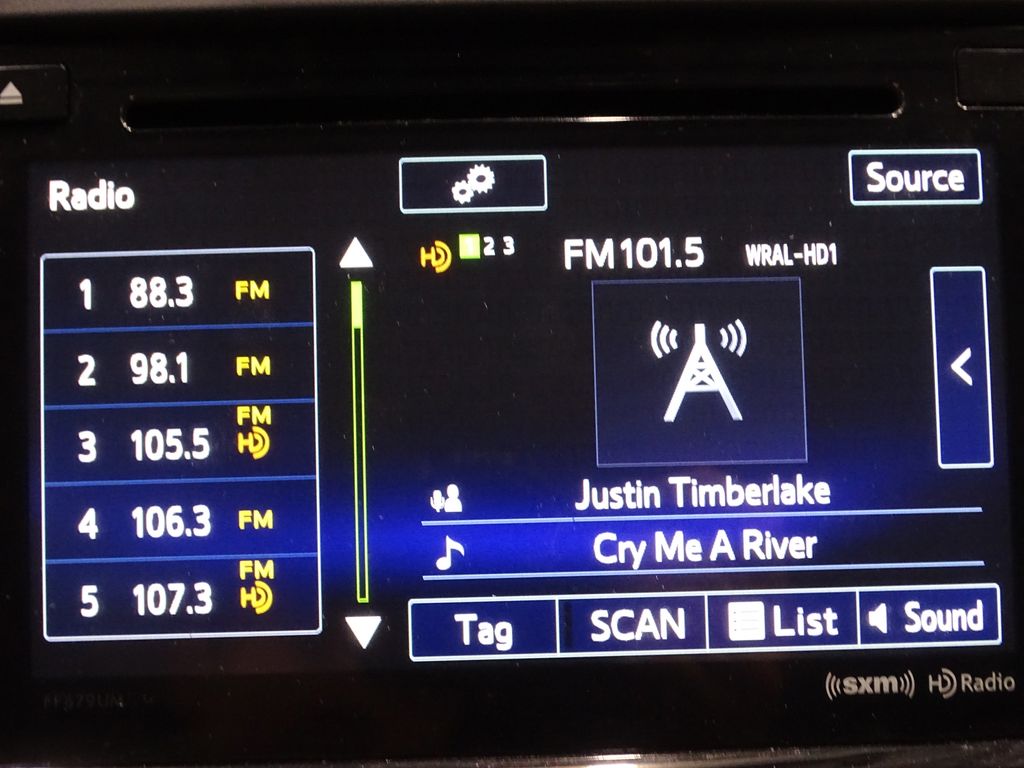 Radio
Source
HD 1 2 3 FM 101.5 WRAL-HD1
1 88.3 FM
2 98.1 FM
3 105.5 FM HD
4 106.3 FM
5 107.3 FM HD
Justin Timberlake
Cry Me A River
Tag SCAN List Sound
((sxm)) HD Radio